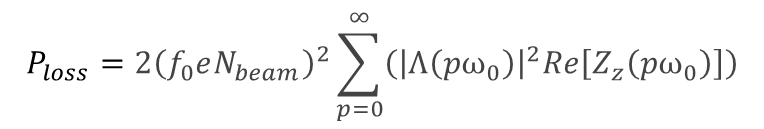 P_loss = 2(f_0 e N_beam)^2 ∑_{p=0}^{∞} (|Λ(pω_0)|^2 Re[Z_z(pω_0)])